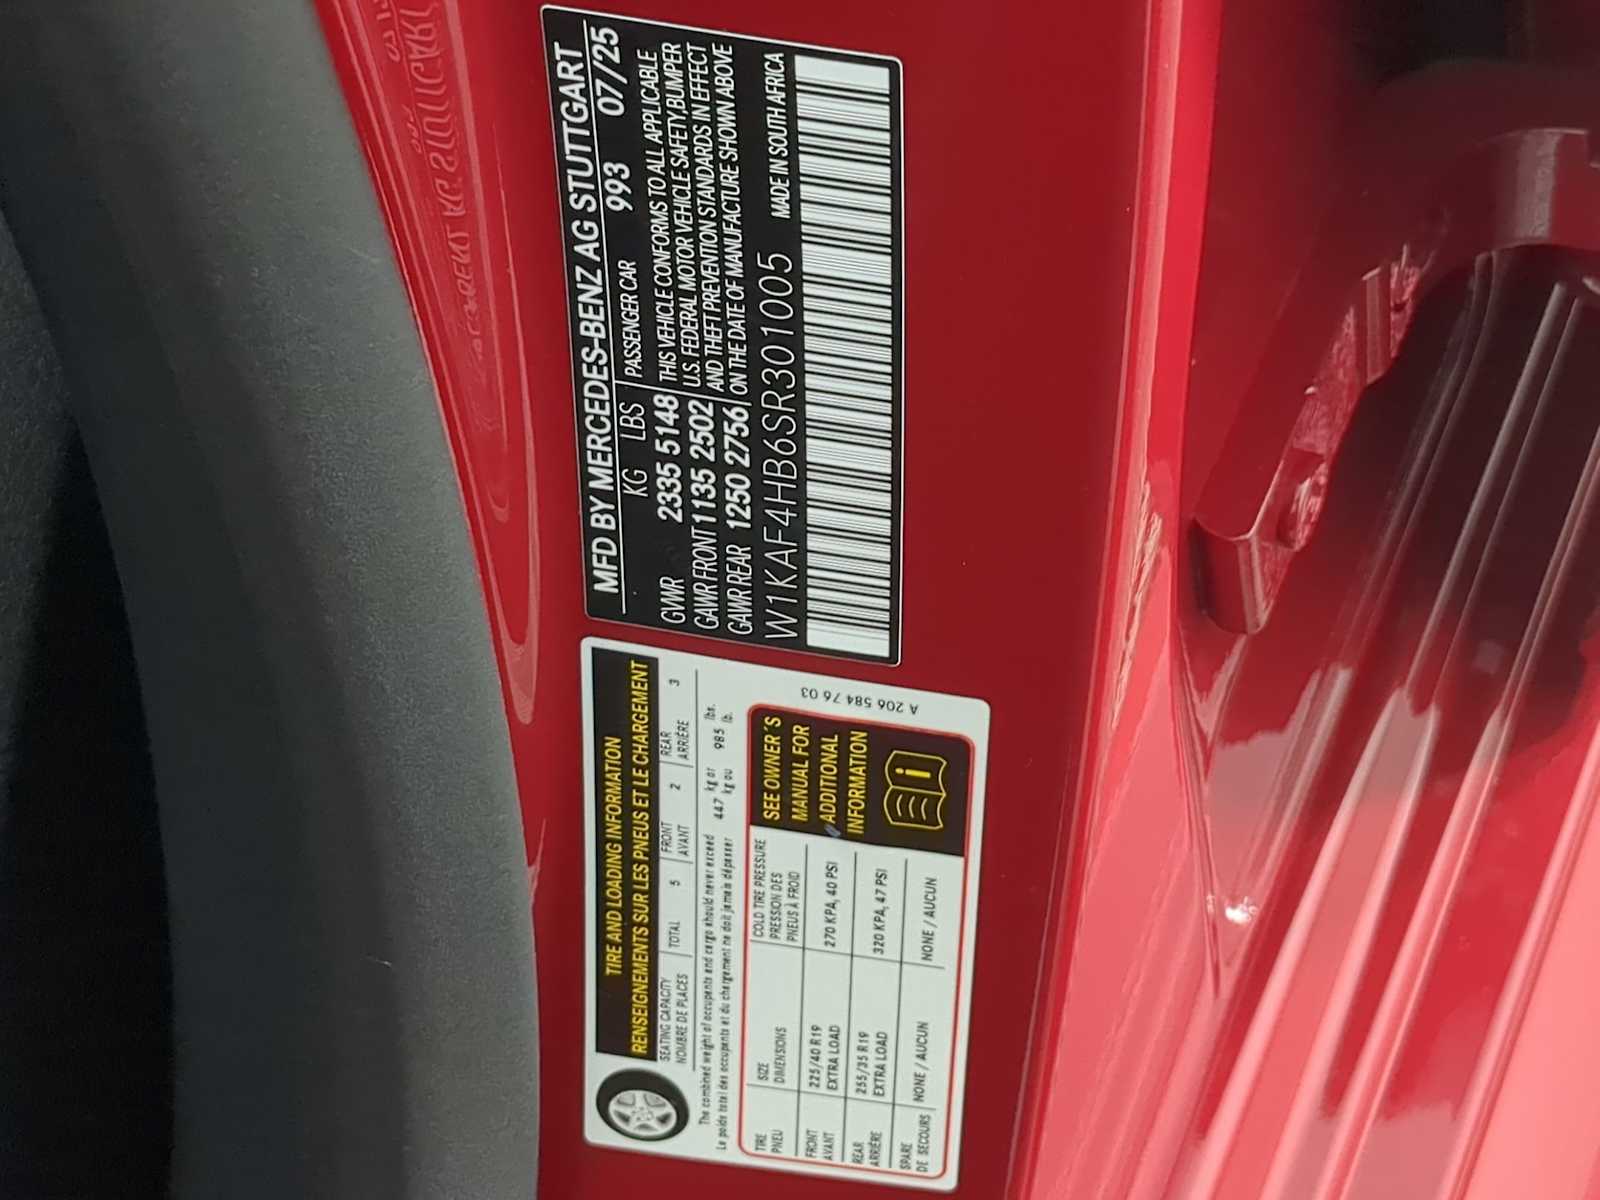 MFD BY MERCEDES-BENZ AG STUTTGART
KG LBS PASSENGER CAR 993 07/25
GVWR 2335 5148
GAWR FRONT 1135 2502
GAWR REAR 1250 2756
THIS VEHICLE CONFORMS TO ALL APPLICABLE
U.S. FEDERAL MOTOR VEHICLE SAFETY,BUMPER
AND THEFT PREVENTION STANDARDS IN EFFECT
ON THE DATE OF MANUFACTURE SHOWN ABOVE
W1KAF4HB6SR301005 MADE IN SOUTH AFRICA
TIRE AND LOADING INFORMATION
RENSEIGNEMENTS SUR LES PNEUS ET LE CHARGEMENT
SEATING CAPACITY
NOMBRE DE PLACES
TOTAL 5
FRONT
AVANT
2
REAR
ARRIÈRE
3
The combined weight of occupants and cargo should never exceed 447 kg or 985 lbs.
Le poids total des occupants et du chargement ne doit jamais dépasser kg ou lb.
TIRE
PNEU
SIZE
DIMENSIONS
COLD TIRE PRESSURE
PRESSION DES
PNEUS À FROID
FRONT
AVANT
225/40 R19
EXTRA LOAD
270 KPA, 40 PSI
REAR
ARRIÈRE
255/35 R19
EXTRA LOAD
320 KPA, 47 PSI
SPARE
DE SECOURS
NONE / AUCUN
NONE / AUCUN
SEE OWNER'S
MANUAL FOR
ADDITIONAL
INFORMATION
i
A 206 584 76 03